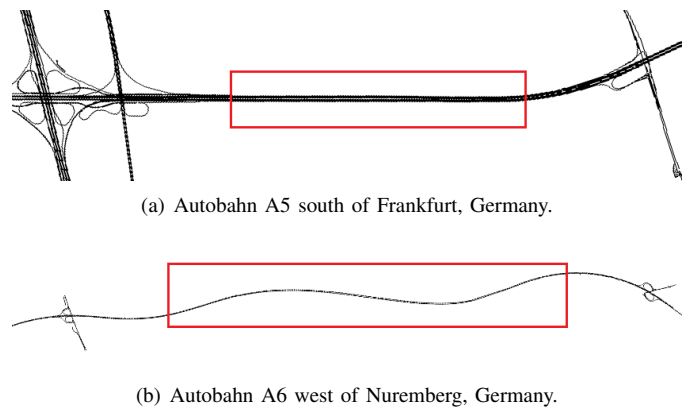 (a) Autobahn A5 south of Frankfurt, Germany.
(b) Autobahn A6 west of Nuremberg, Germany.